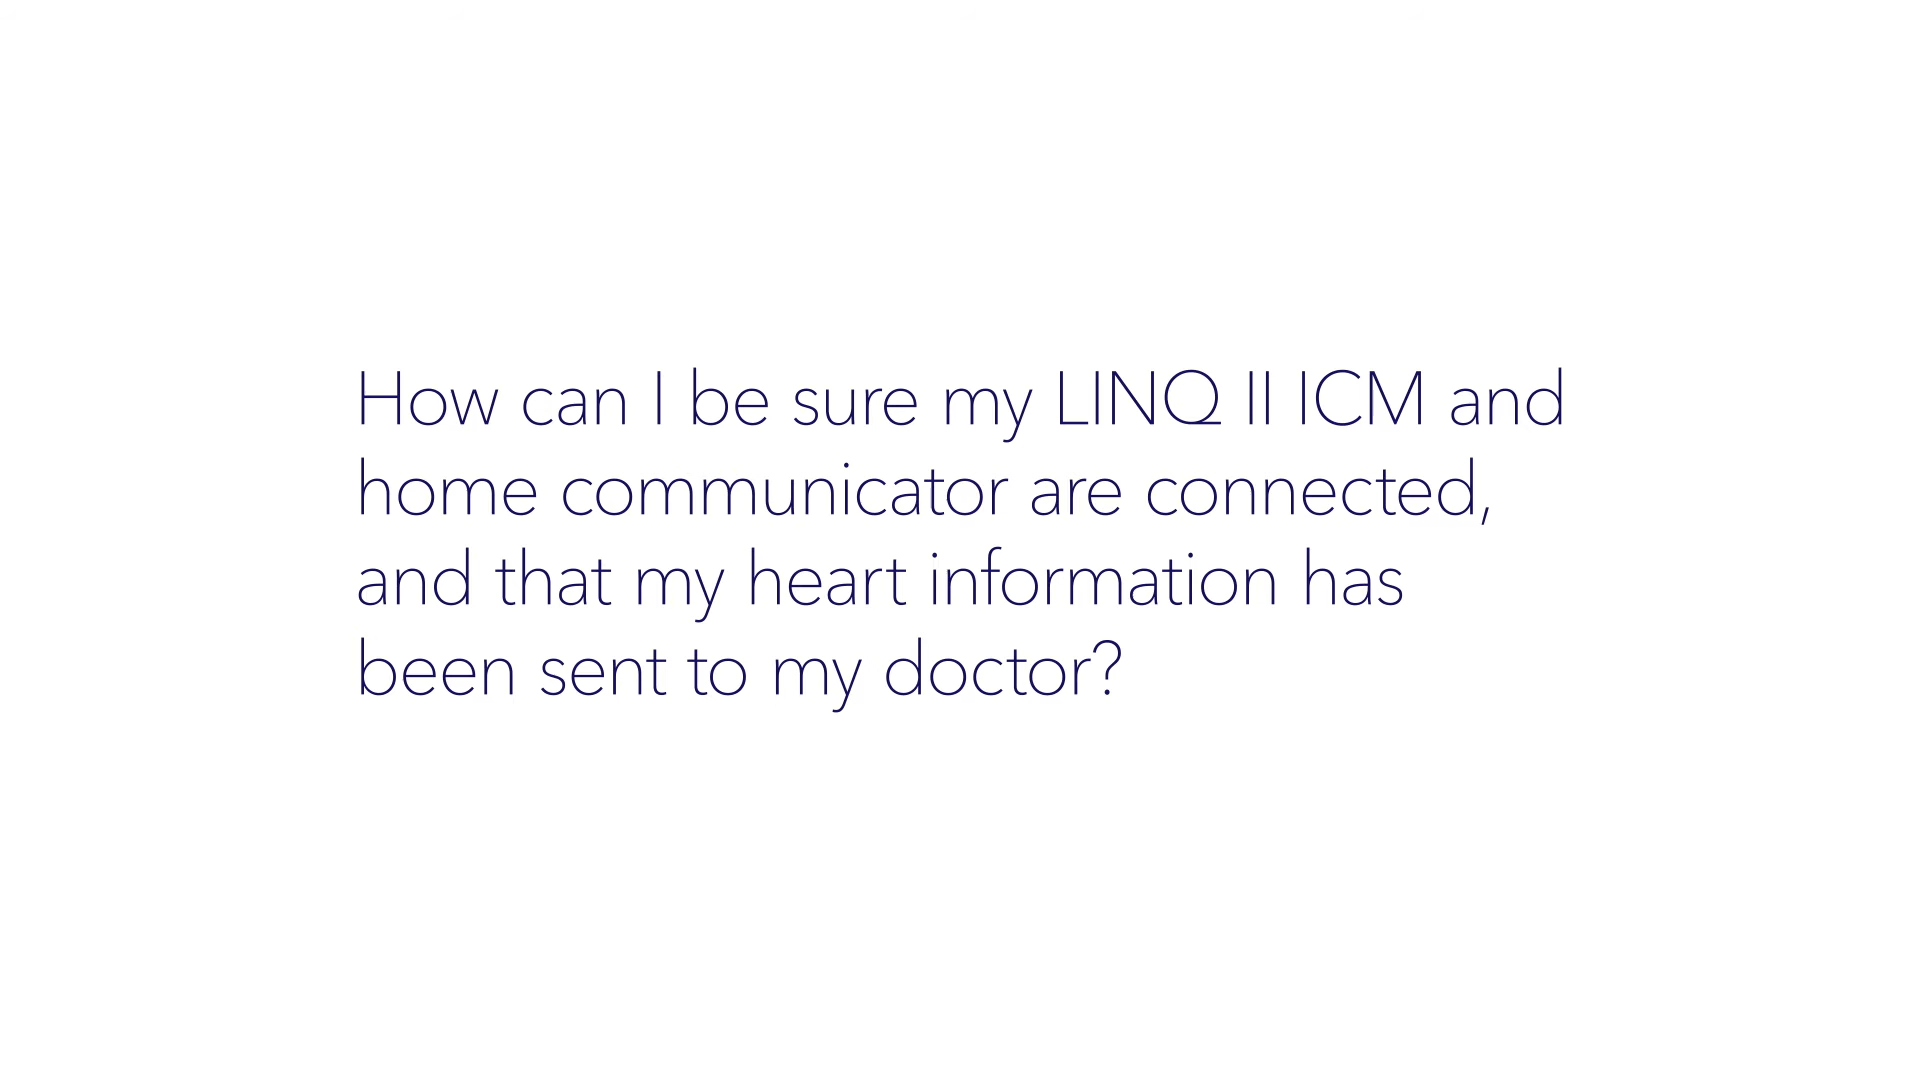 How can I be sure my LINQ II ICM and
home communicator are connected,
and that my heart information has
been sent to my doctor?